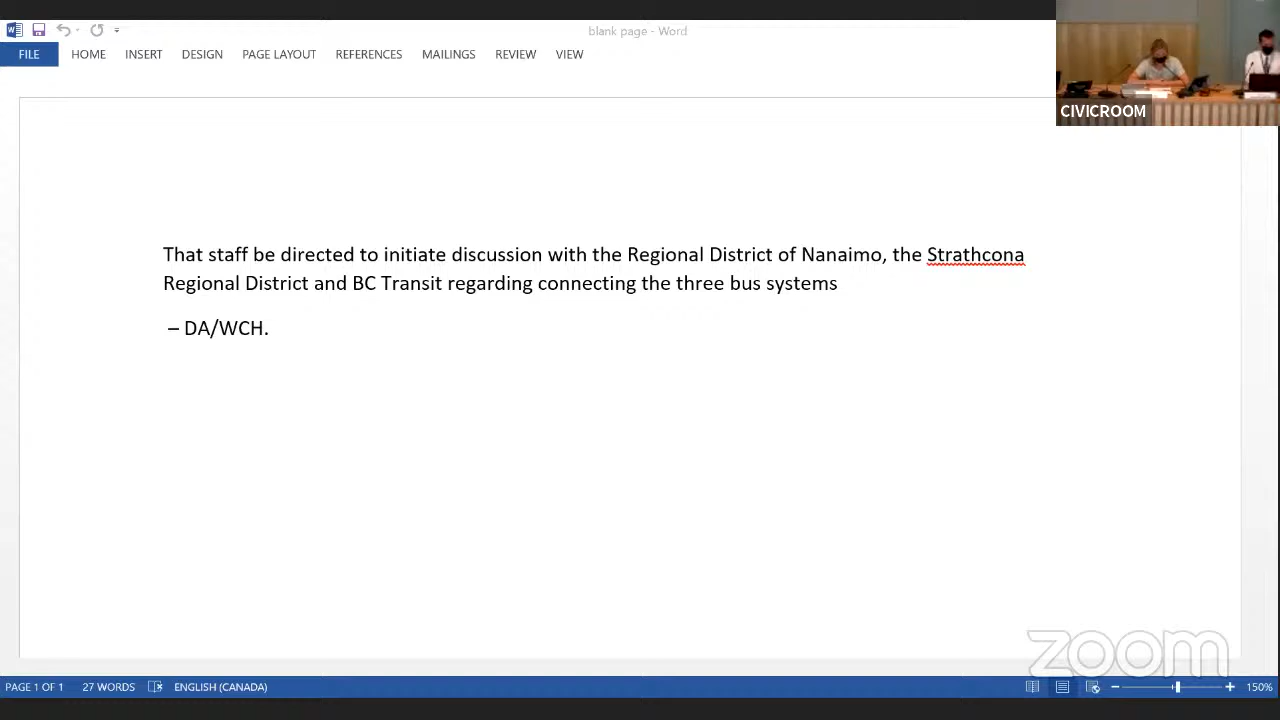 blank page - Word
FILE HOME INSERT DESIGN PAGE LAYOUT REFERENCES MAILINGS REVIEW VIEW
CIVICROOM
That staff be directed to initiate discussion with the Regional District of Nanaimo, the Strathcona
Regional District and BC Transit regarding connecting the three bus systems
– DA/WCH.
zoom
PAGE 1 OF 1 27 WORDS ENGLISH (CANADA) 150%